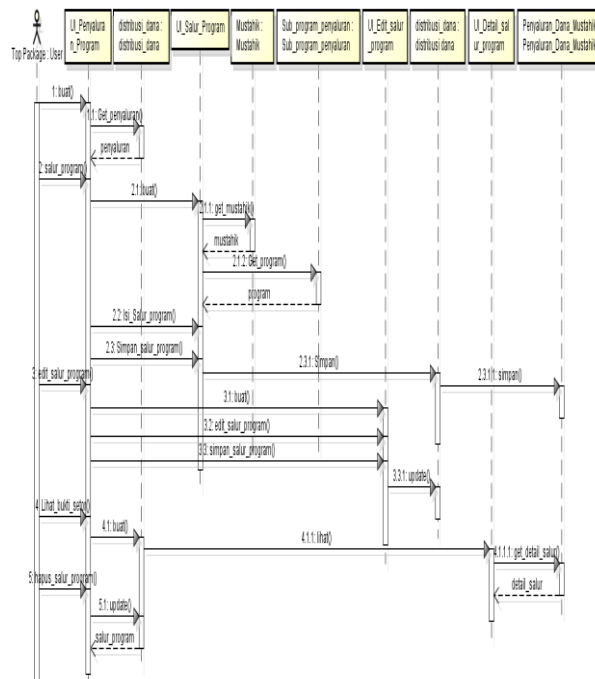 Top Package : User
UI_Penyalura
n_Program
distribusi_dana :
distribusi_dana
UI_Salur_Program
Mustahik :
Mustahik
Sub_program_penyaluran :
Sub_program_penyaluran
UI_Edit_salur
_program
distribusi_dana :
distribusi dana
UI_Detail_sal
ur_program
Penyaluran_Dana_Mustahik
Penyaluran_Dana_Mustahik
1: buat()
1.1: Get_penyaluran()
penyaluran
2: salur_program()
2.1: buat()
2.1.1: get_mustahik()
mustahik
2.1.2: Get_program()
program
2.2: Isi_Salur_program()
2.3: Simpan_salur_program()
2.3.1: Simpan()
3: edit_salur_program()
2.3.1.1: simpan()
3.1: buat()
3.2: edit_salur_program()
3.3: simpan_salur_program()
3.3.1: update()
4: Lihat_bukti_setor()
4.1: buat()
4.1.1: lihat()
4.1.1.1: get_detail_salur()
5: hapus_salur_program()
detail_salur
5.1: update()
salur_program